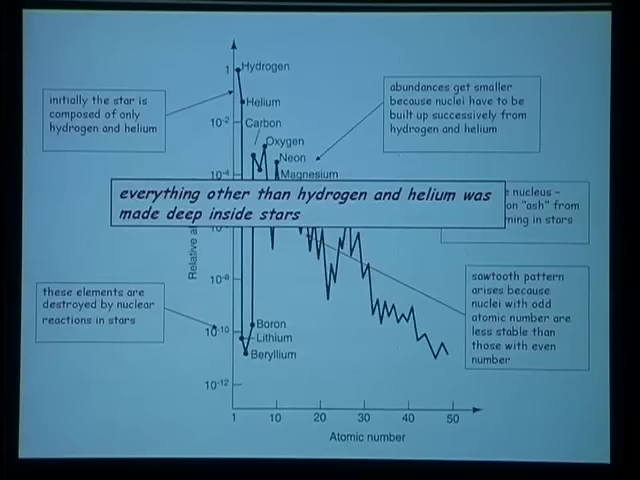 Hydrogen
Helium
Carbon
Oxygen
Neon
Magnesium
Boron
Lithium
Beryllium
initially the star is
composed of only
hydrogen and helium
abundances get smaller
because nuclei have to be
built up successively from
hydrogen and helium
everything other than hydrogen and helium was
made deep inside stars
nucleus –
"ash" from
in stars
these elements are
destroyed by nuclear
reactions in stars
sawtooth pattern
arises because
nuclei with odd
atomic number are
less stable than
those with even
number
Relative
1
10-2
10-4
10-8
10-10
10-12
1 10 20 30 40 50
Atomic number